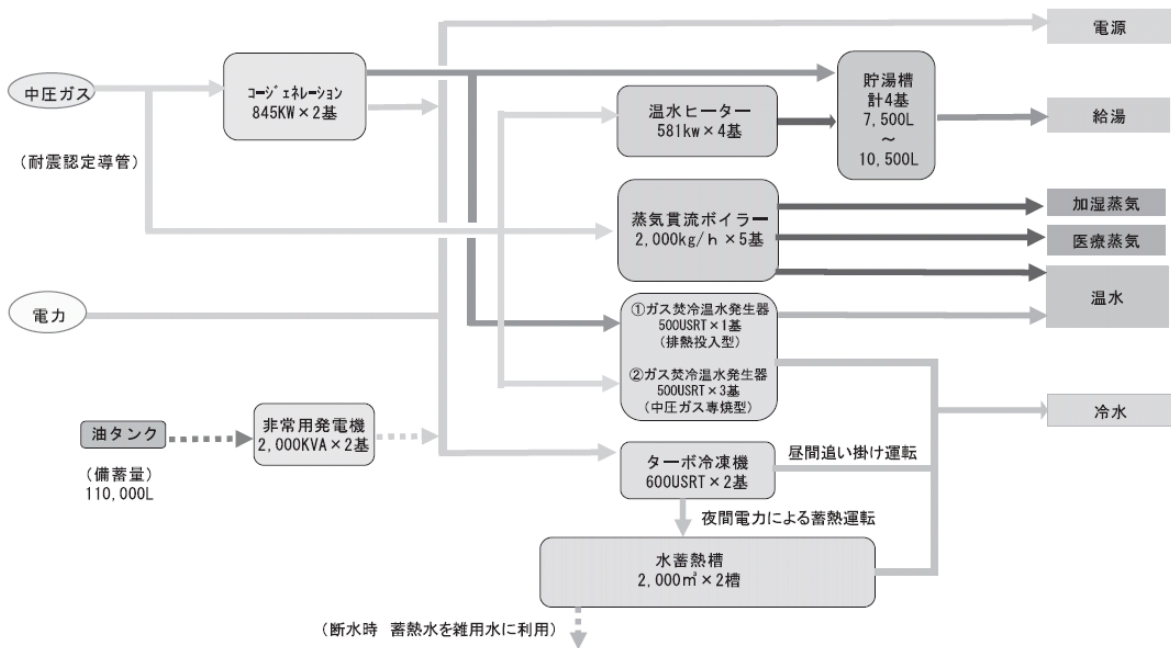 電源
中圧ガス
コージェネレーション
845KW×2基
貯湯槽
計4基
7,500L
～
10,500L
温水ヒーター
581kw×4基
給湯
(耐震認定導管)
蒸気貫流ボイラー
2,000kg/h×5基
加湿蒸気
医療蒸気
温水
電力
①ガス焚冷温水発生器
500USRT×1基
(排熱投入型)
②ガス焚冷温水発生器
500USRT×3基
(中圧ガス専焼型)
冷水
油タンク
非常用発電機
2,000KVA×2基
(備蓄量)
110,000L
ターボ冷凍機
600USRT×2基
昼間追い掛け運転
夜間電力による蓄熱運転
水蓄熱槽
2,000㎥×2槽
(断水時 蓄熱水を雑用水に利用)